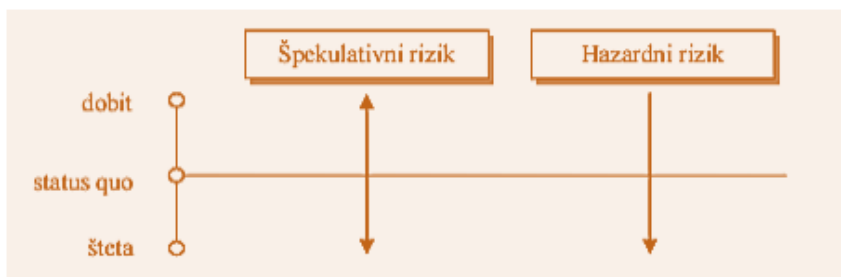 Špekulativni rizik
Hazardni rizik
dobit
status quo
šteta